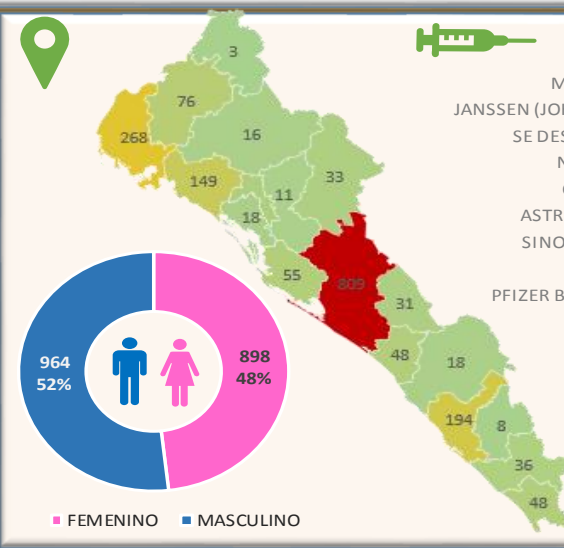 3
76
268
16
149
33
11
18
55
809
31
48
18
194
8
36
48
M
JANSSEN (JO
SE DES
N
ASTR
SINO
PFIZER B
964
52%
898
48%
FEMENINO
MASCULINO